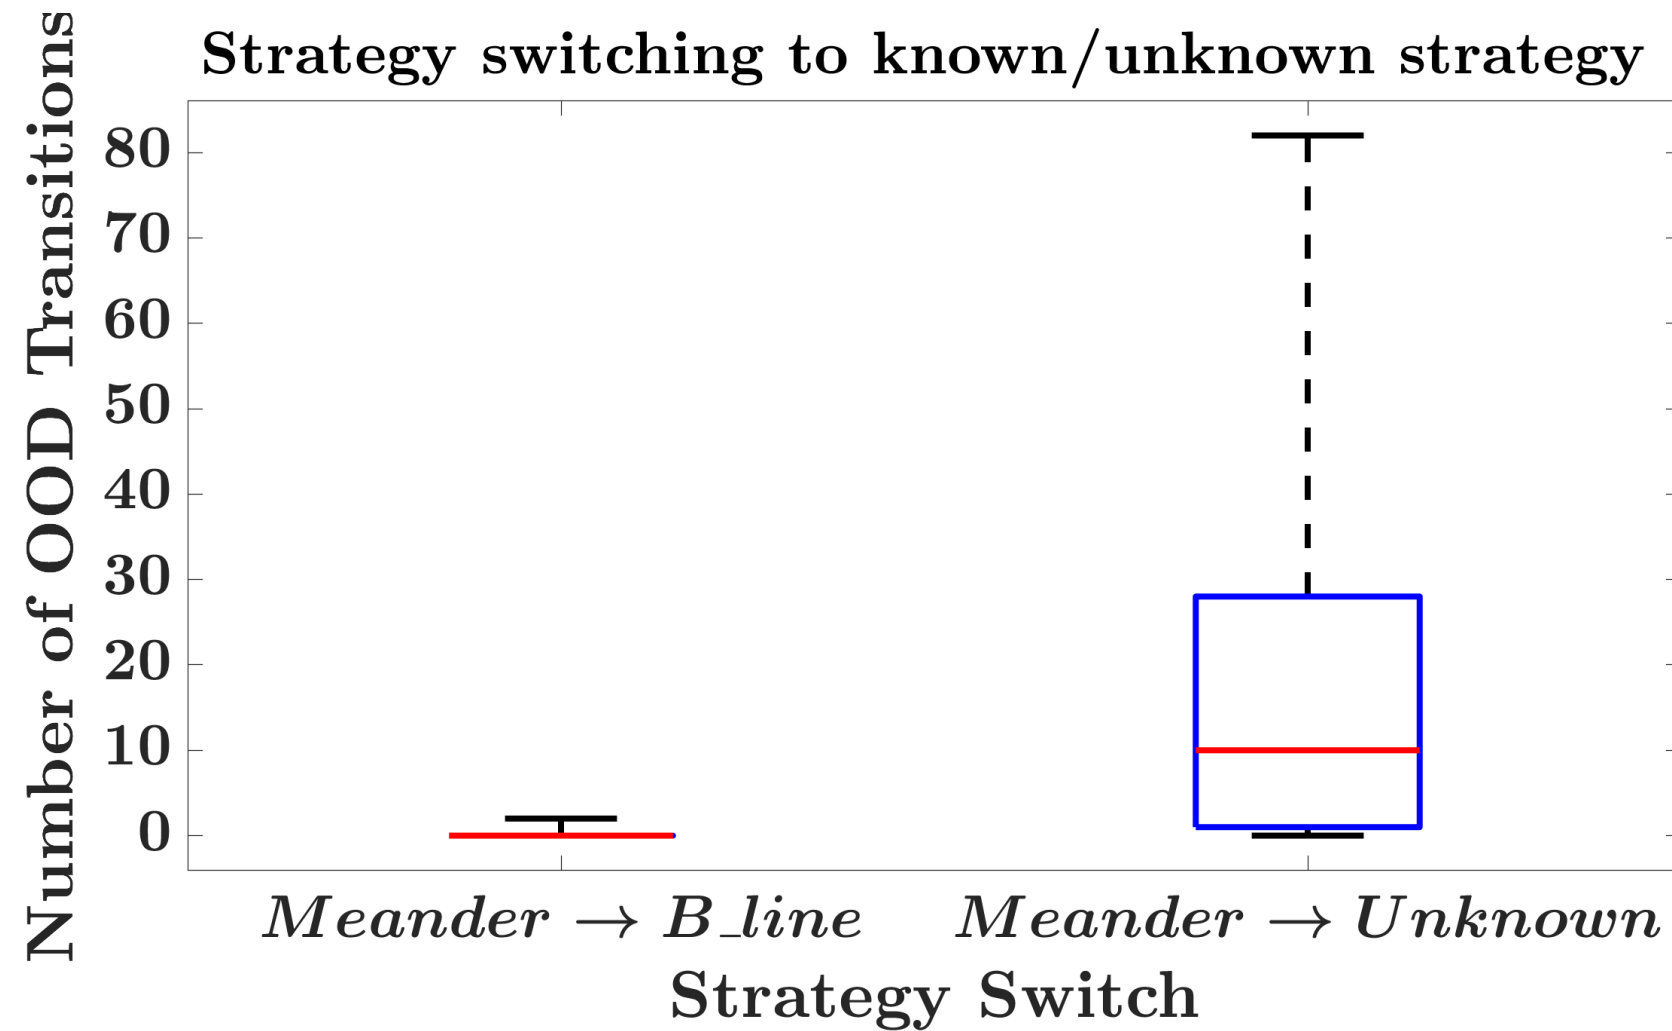 Strategy switching to known/unknown strategy
Number of OOD Transitions
80
70
60
50
40
30
20
10
0
Meander → B_line
Meander → Unknown
Strategy Switch